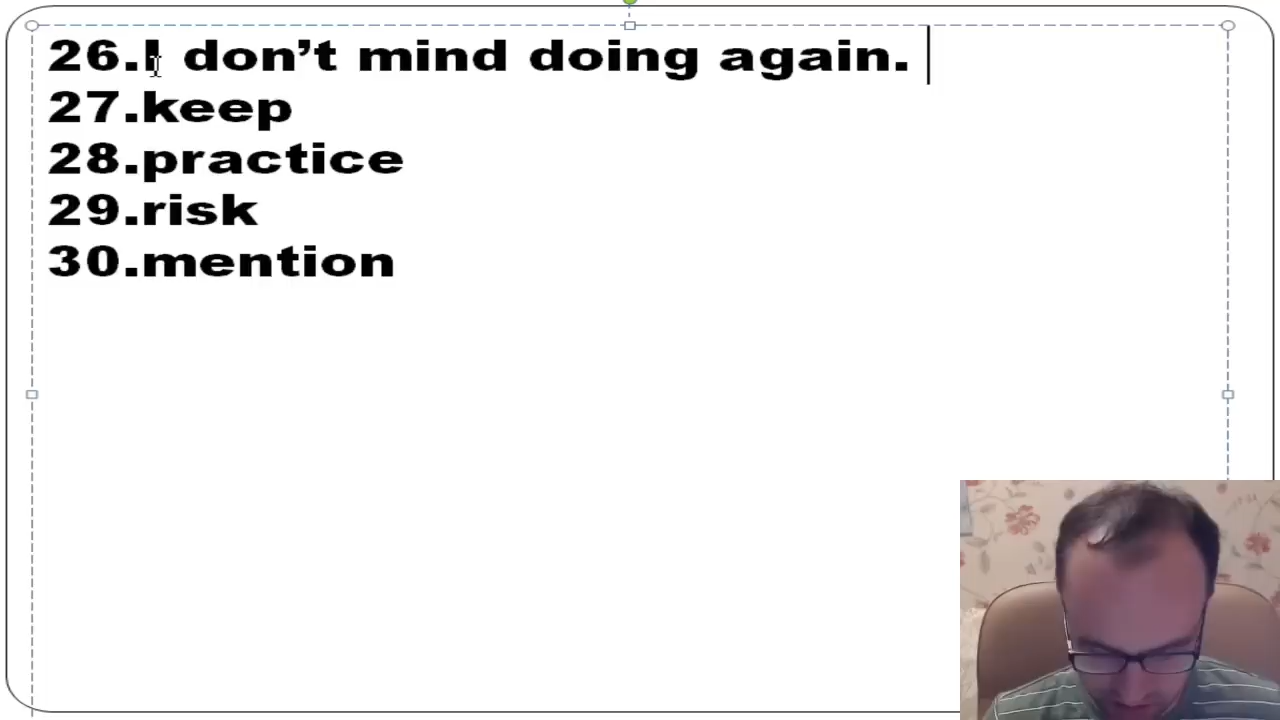 26.I don’t mind doing again.
27.keep
28.practice
29.risk
30.mention